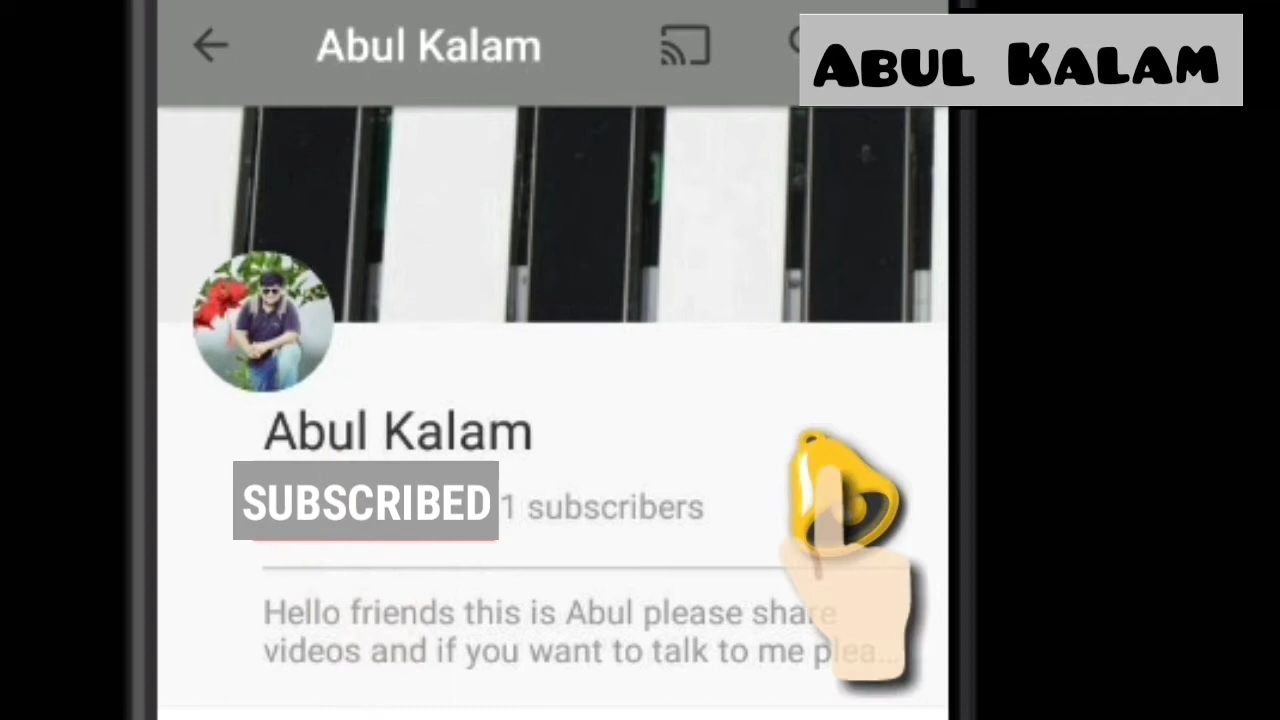 Abul Kalam
ABUL KALAM
Abul Kalam
SUBSCRIBED 1 subscribers
Hello friends this is Abul please share
videos and if you want to talk to me plea...